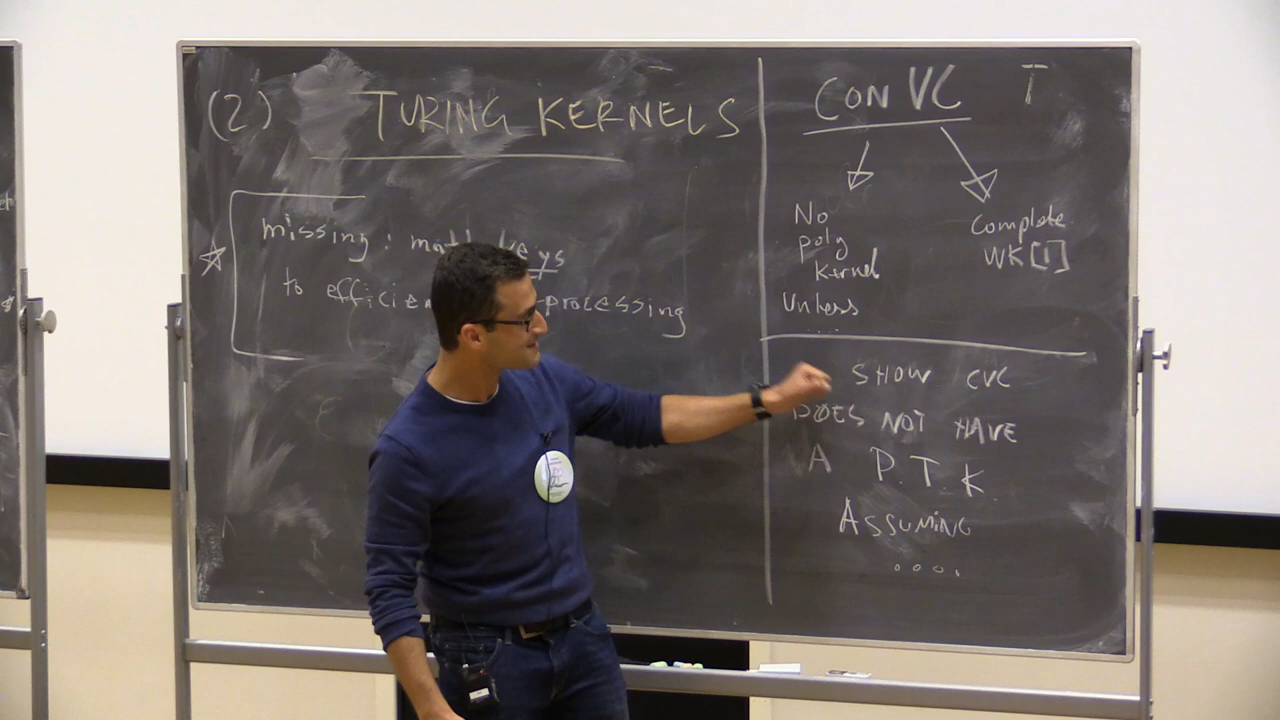 (2) TURING KERNELS
missing: math keys
to efficie -processing
CON VC T
No
poly
Kernel
Unless
...
Complete
WK[1]
SHOW CVC
DOES NOT HAVE
A P.T.K.
ASSUMING
....